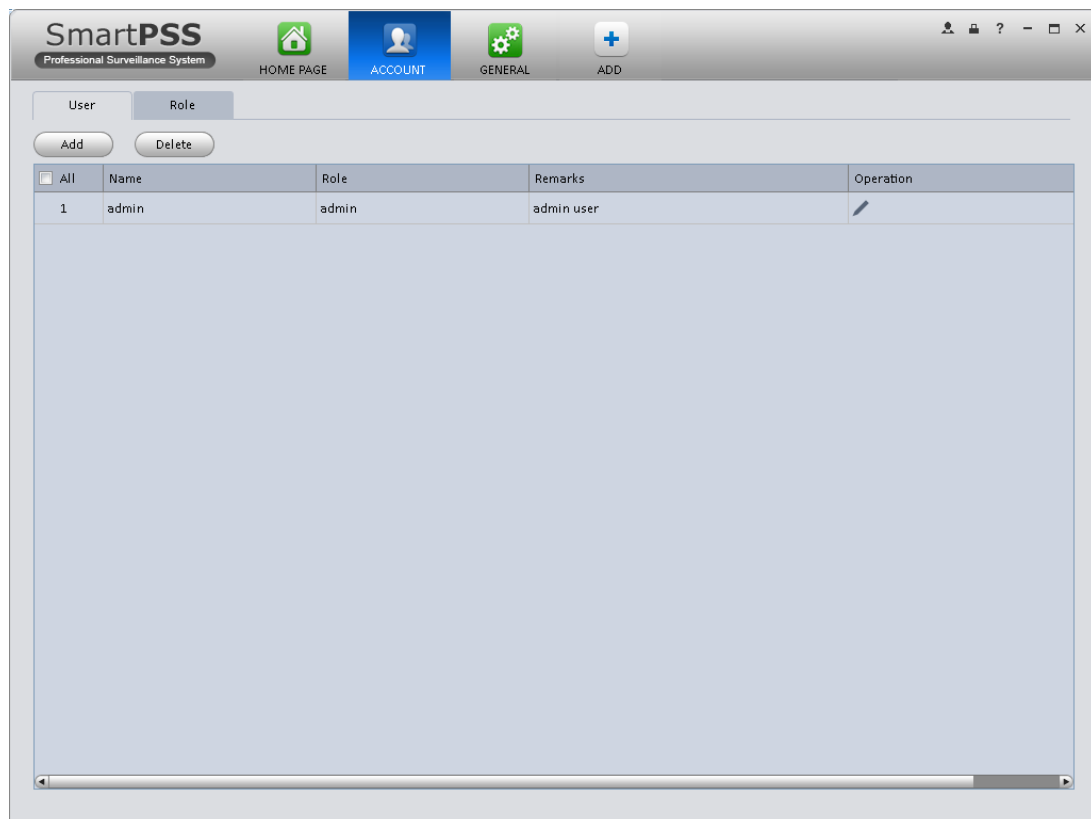 SmartPSS
Professional Surveillance System
HOME PAGE
ACCOUNT
GENERAL
ADD
User
Role
Add
Delete
All Name Role Remarks Operation
1 admin admin admin user